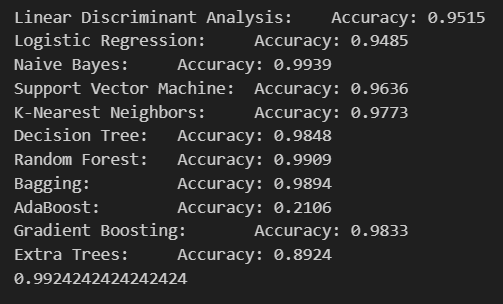 Linear Discriminant Analysis:    Accuracy: 0.9515
Logistic Regression:     Accuracy: 0.9485
Naive Bayes:     Accuracy: 0.9939
Support Vector Machine:  Accuracy: 0.9636
K-Nearest Neighbors:     Accuracy: 0.9773
Decision Tree:   Accuracy: 0.9848
Random Forest:   Accuracy: 0.9909
Bagging:         Accuracy: 0.9894
AdaBoost:        Accuracy: 0.2106
Gradient Boosting:       Accuracy: 0.9833
Extra Trees:     Accuracy: 0.8924
0.9924242424242424